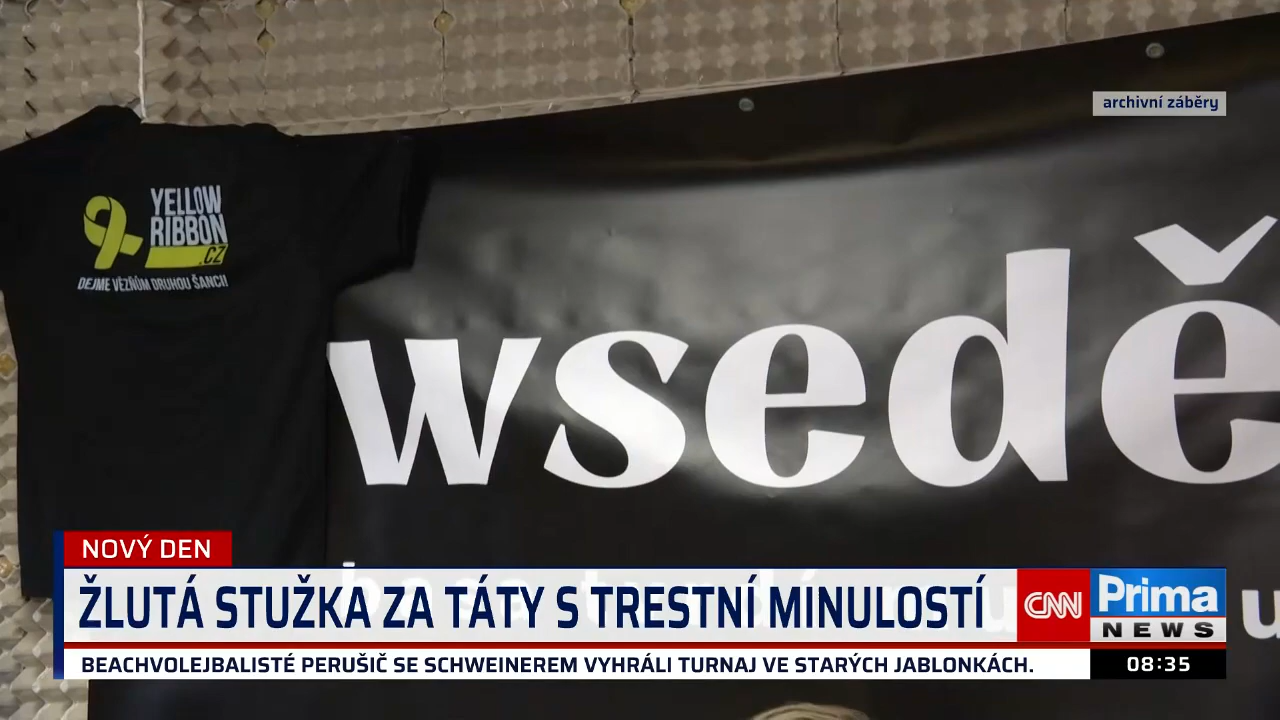 archivní záběry
YELLOW
RIBBON
.CZ
DEJME VĚZŇŮM DRUHOU ŠANCI!
wsedě
NOVÝ DEN
ŽLUTÁ STUŽKA ZA TÁTY S TRESTNÍ MINULOSTÍ
CNN Prima
NEWS
BEACHVOLEJBALISTÉ PERUŠIČ SE SCHWEINEREM VYHRÁLI TURNAJ VE STARÝCH JABLONKÁCH.
08:35